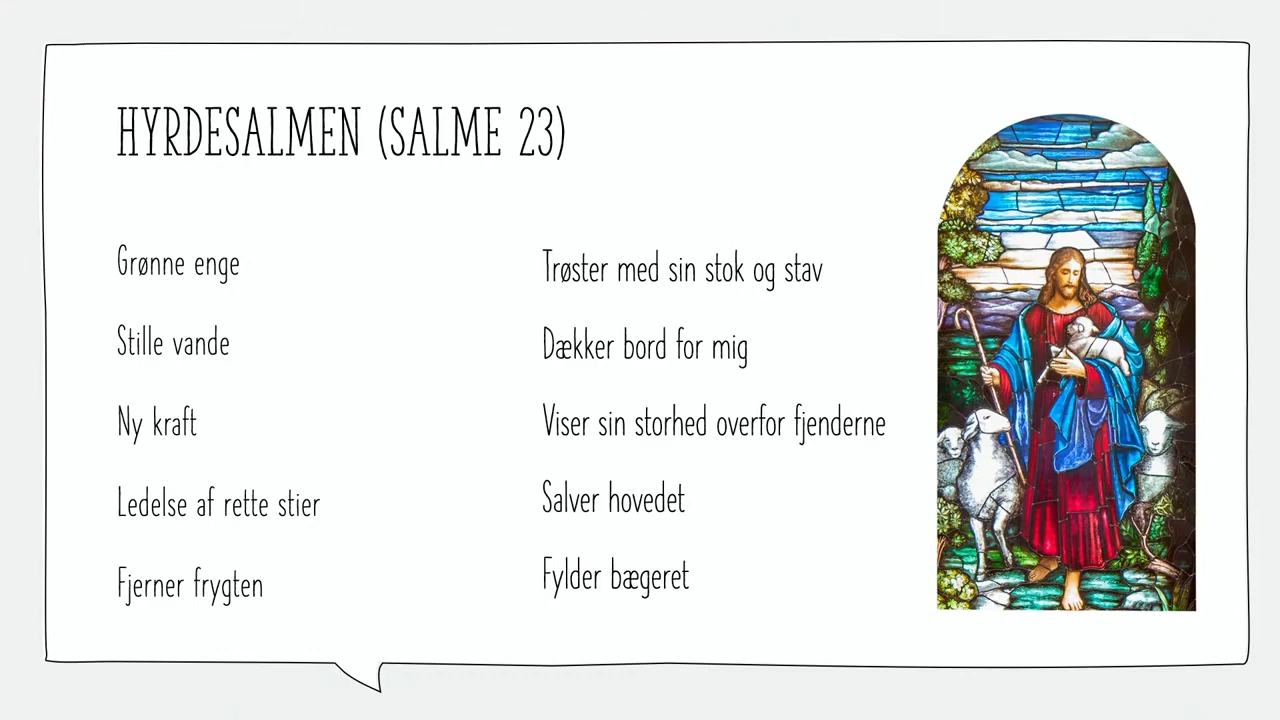 HYRDESALMEN (SALME 23)
Grønne enge
Stille vande
Ny kraft
Ledelse af rette stier
Fjerner frygten
Trøster med sin stok og stav
Dækker bord for mig
Viser sin storhed overfor fjenderne
Salver hovedet
Fylder bægeret